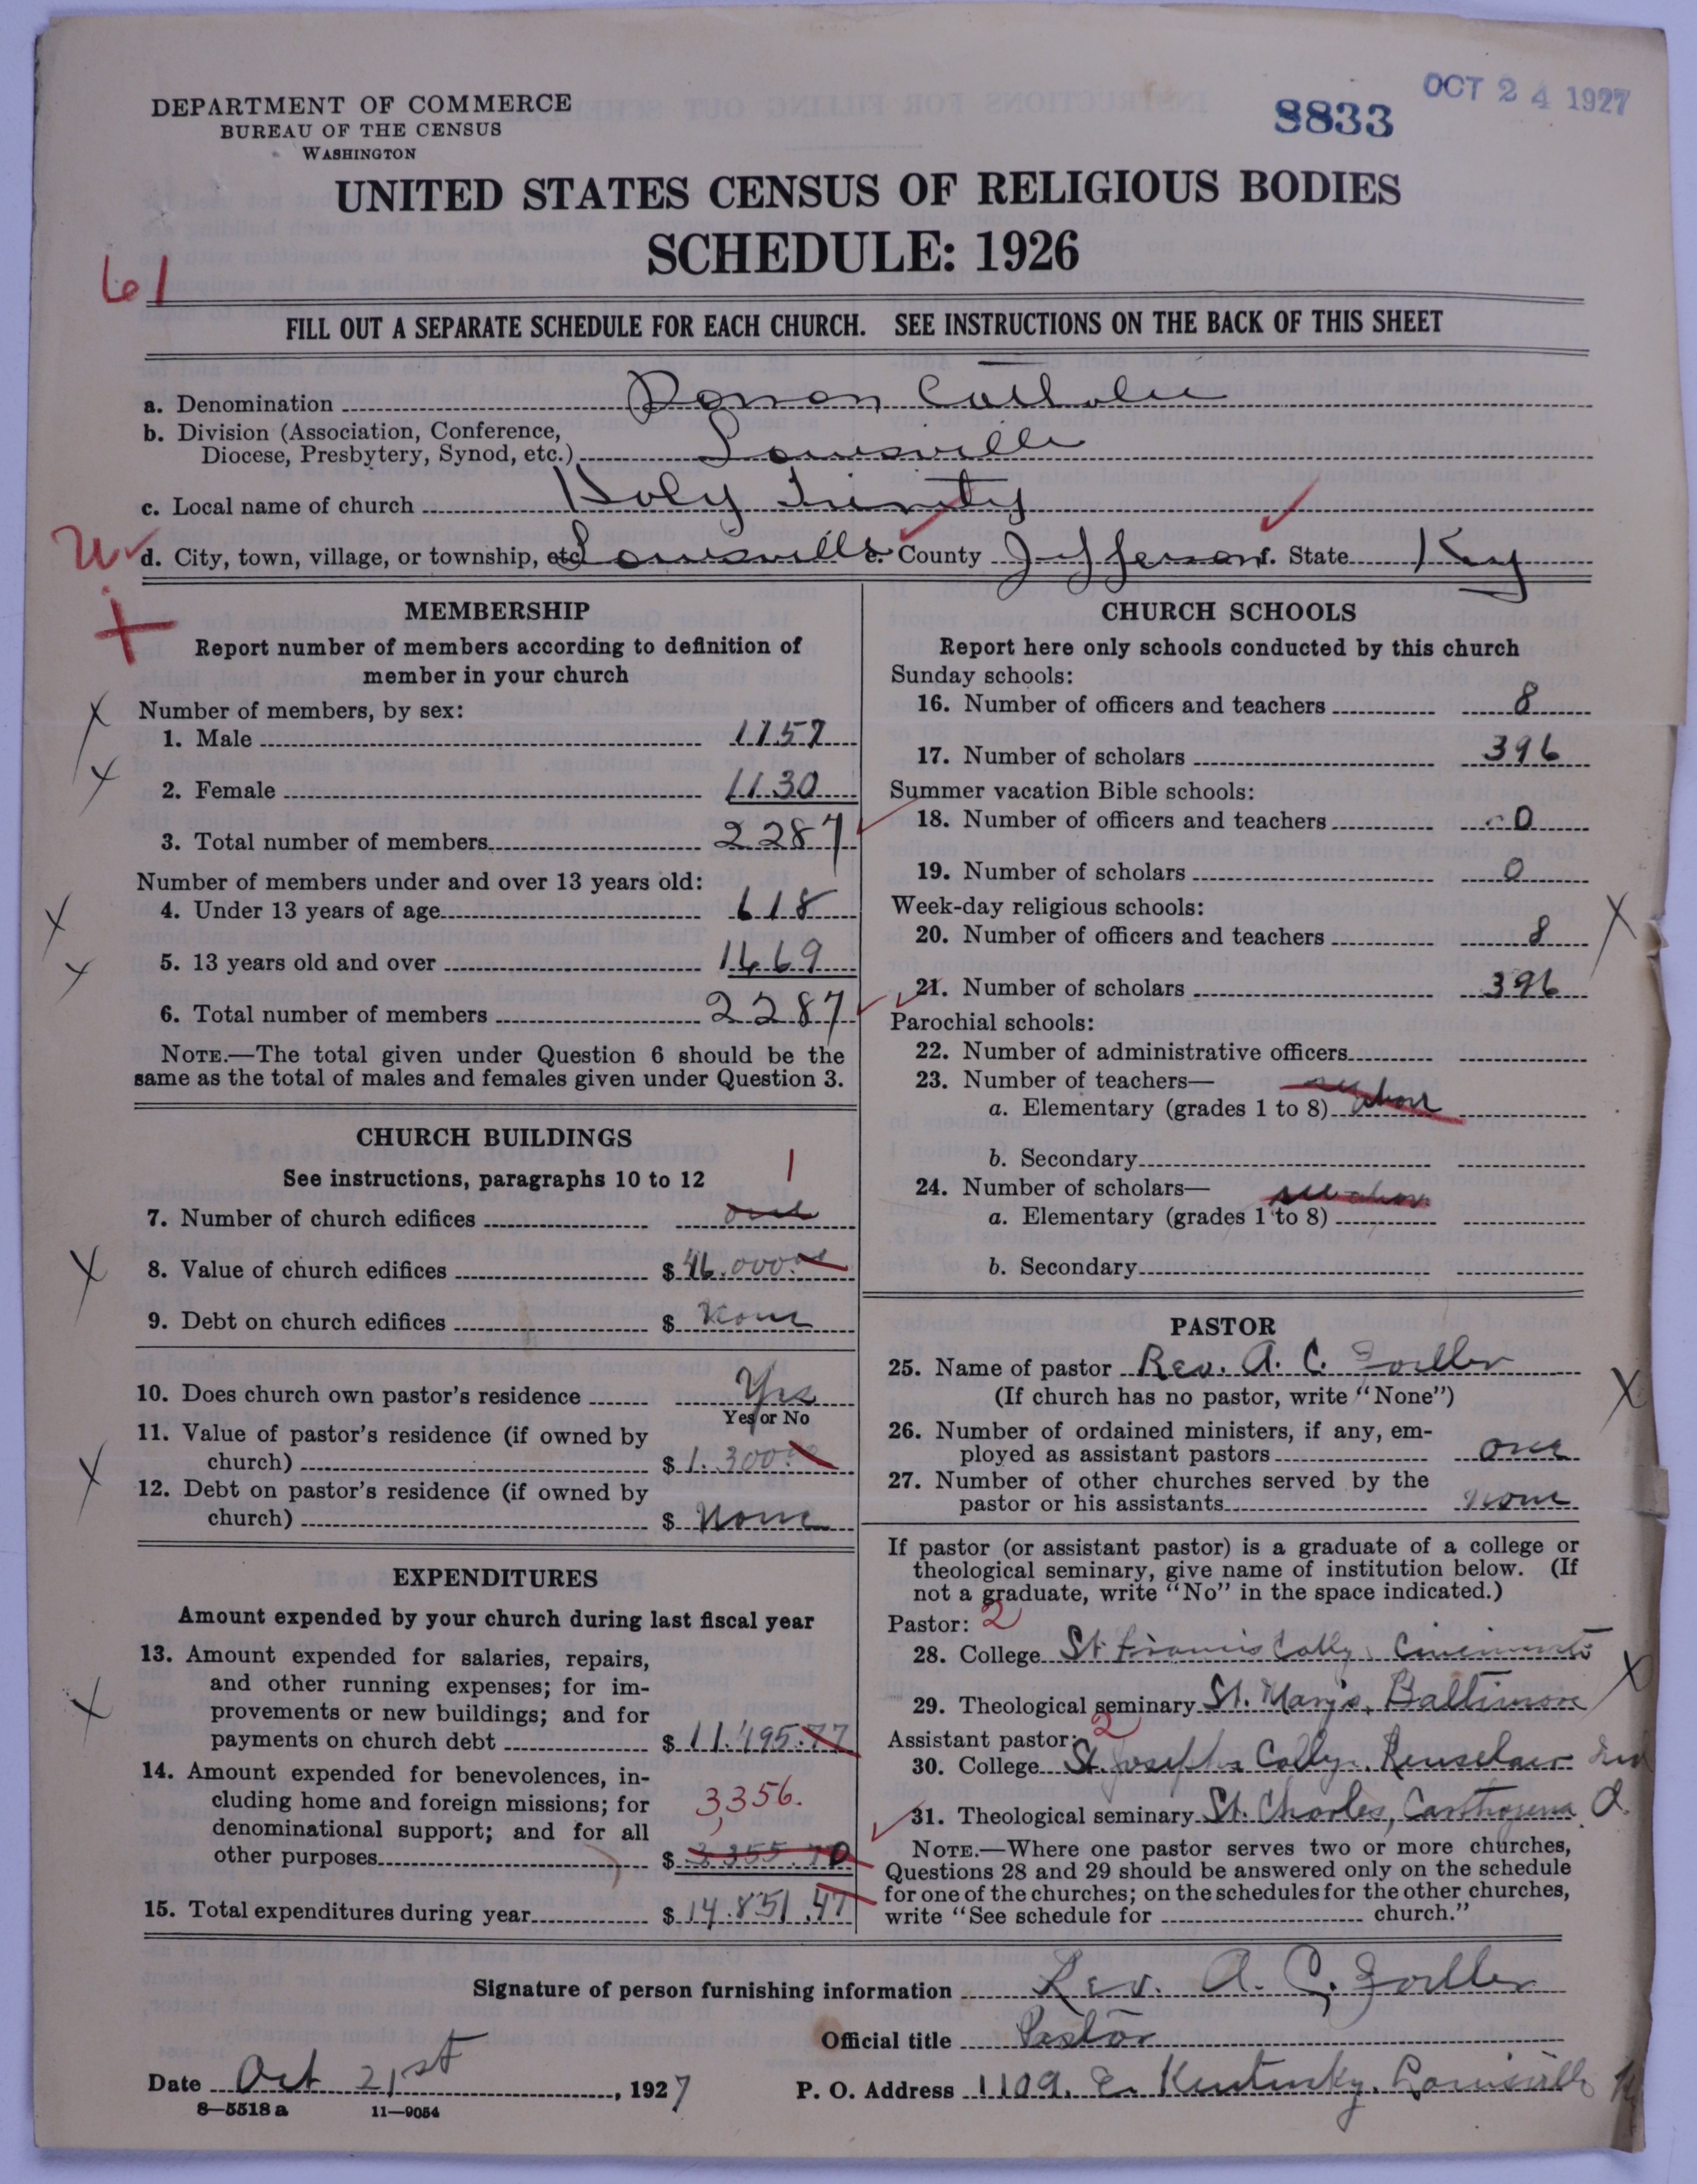 OCT 24 1927
8833
DEPARTMENT OF COMMERCE
BUREAU OF THE CENSUS
WASHINGTON
UNITED STATES CENSUS OF RELIGIOUS BODIES
SCHEDULE: 1926
61
FILL OUT A SEPARATE SCHEDULE FOR EACH CHURCH. SEE INSTRUCTIONS ON THE BACK OF THIS SHEET
a. Denomination Roman Catholic
b. Division (Association, Conference,
Diocese, Presbytery, Synod, etc.) Louisville
c. Local name of church Holy Trinity
d. City, town, village, or township, etc. Louisville e. County Jefferson f. State Ky
MEMBERSHIP
Report number of members according to definition of
member in your church
Number of members, by sex:
1. Male 1157
2. Female 1130
3. Total number of members 2287
Number of members under and over 13 years old:
4. Under 13 years of age 618
5. 13 years old and over 1669
6. Total number of members 2287
NOTE.—The total given under Question 6 should be the
same as the total of males and females given under Question 3.
CHURCH BUILDINGS
See instructions, paragraphs 10 to 12
1
7. Number of church edifices one
8. Value of church edifices $ 46.000
9. Debt on church edifices $ None
10. Does church own pastor's residence Yes
Yes or No
11. Value of pastor's residence (if owned by
church) $ 1.300
12. Debt on pastor's residence (if owned by
church) $ None
EXPENDITURES
Amount expended by your church during last fiscal year
13. Amount expended for salaries, repairs,
and other running expenses; for im-
provements or new buildings; and for
payments on church debt $ 11.495.77
14. Amount expended for benevolences, in-
cluding home and foreign missions; for 3356.
denominational support; and for all
other purposes $ 3.355.70
15. Total expenditures during year $ 14.851.47
CHURCH SCHOOLS
Report here only schools conducted by this church
Sunday schools:
16. Number of officers and teachers 8
17. Number of scholars 396
Summer vacation Bible schools:
18. Number of officers and teachers 0
19. Number of scholars 0
Week-day religious schools:
20. Number of officers and teachers 8
21. Number of scholars 396
Parochial schools:
22. Number of administrative officers
23. Number of teachers—
a. Elementary (grades 1 to 8) see above
b. Secondary
24. Number of scholars— see above
a. Elementary (grades 1 to 8)
b. Secondary
PASTOR
25. Name of pastor Rev. A. C. Zoeller
(If church has no pastor, write "None")
26. Number of ordained ministers, if any, em-
ployed as assistant pastors one
27. Number of other churches served by the
pastor or his assistants none
If pastor (or assistant pastor) is a graduate of a college or
theological seminary, give name of institution below. (If
not a graduate, write "No" in the space indicated.)
Pastor: 2
28. College St Francis Colly. Cincinnati
29. Theological seminary St. Mary's, Baltimore
Assistant pastor: 2
30. College St Josephs Colly. Renselaer Ind
31. Theological seminary St. Charles, Carthagena O.
NOTE.—Where one pastor serves two or more churches,
Questions 28 and 29 should be answered only on the schedule
for one of the churches; on the schedules for the other churches,
write "See schedule for church."
Signature of person furnishing information Rev. A. C. Zoeller
Official title Pastor
Date Oct 21st, 1927 P. O. Address 1109. E. Kentucky. Louisville Ky
8—5518 a 11—9054